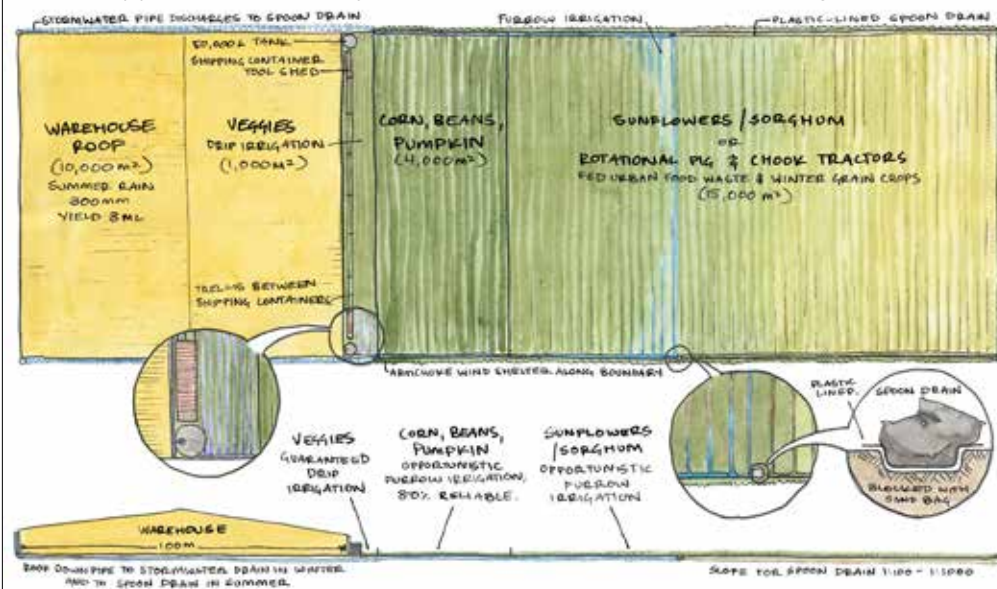 STORMWATER PIPE DISCHARGES TO SPOON DRAIN
FURROW IRRIGATION
PLASTIC-LINED SPOON DRAIN
50,000L TANK
SHIPPING CONTAINER
TOOL SHED
WAREHOUSE
ROOF
(10,000m²)
SUMMER RAIN
800mm
YIELD 8ML
VEGGIES
DRIP IRRIGATION
(1,000m²)
CORN, BEANS,
PUMPKIN
(4,000m²)
SUNFLOWERS / SORGHUM
OR
ROTATIONAL PIG & CHOOK TRACTORS
FED URBAN FOOD WASTE & WINTER GRAIN CROPS
(15,000m²)
TRELLIS BETWEEN
SHIPPING CONTAINERS
ARTICHOKE WIND SHELTER ALONG BOUNDARY
PLASTIC
LINED
SPOON DRAIN
BLOCKED WITH
SAND BAG
VEGGIES
GUARANTEED
DRIP
IRRIGATION
CORN, BEANS,
PUMPKIN
OPPORTUNISTIC
FURROW IRRIGATION,
80% RELIABLE.
SUNFLOWERS
/SORGHUM
OPPORTUNISTIC
FURROW
IRRIGATION
WAREHOUSE
100m
ROOF DOWNPIPE TO STORMWATER DRAIN IN WINTER
AND TO SPOON DRAIN IN SUMMER
SLOPE FOR SPOON DRAIN 1:100 - 1:1000